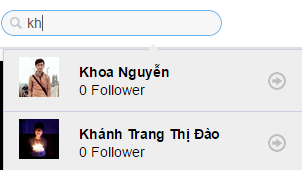 kh
Khoa Nguyễn
0 Follower
Khánh Trang Thị Đào
0 Follower